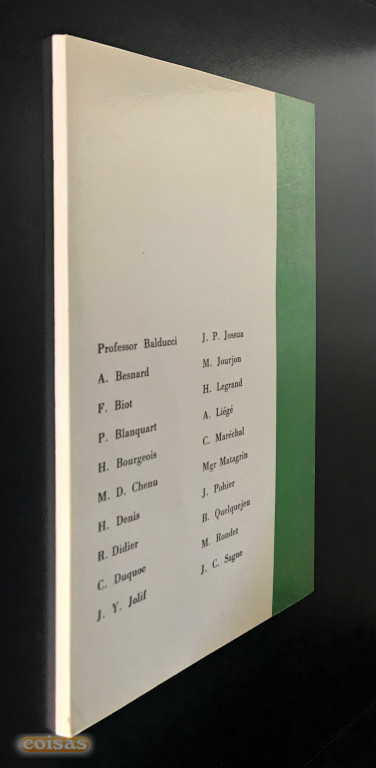 Professor Balducci
A. Besnard
F. Biot
P. Blanquart
H. Bourgeois
M. D. Chenu
H. Denis
R. Didier
C. Duquoe
J. Y. Jolif
J. P. Jossua
M. Jourjon
H. Legrand
A. Liégé
C. Maréchal
Mgr Matagrin
J. Pohier
B. Quelquejeu
M. Rondet
J. C. Sagne
coisas